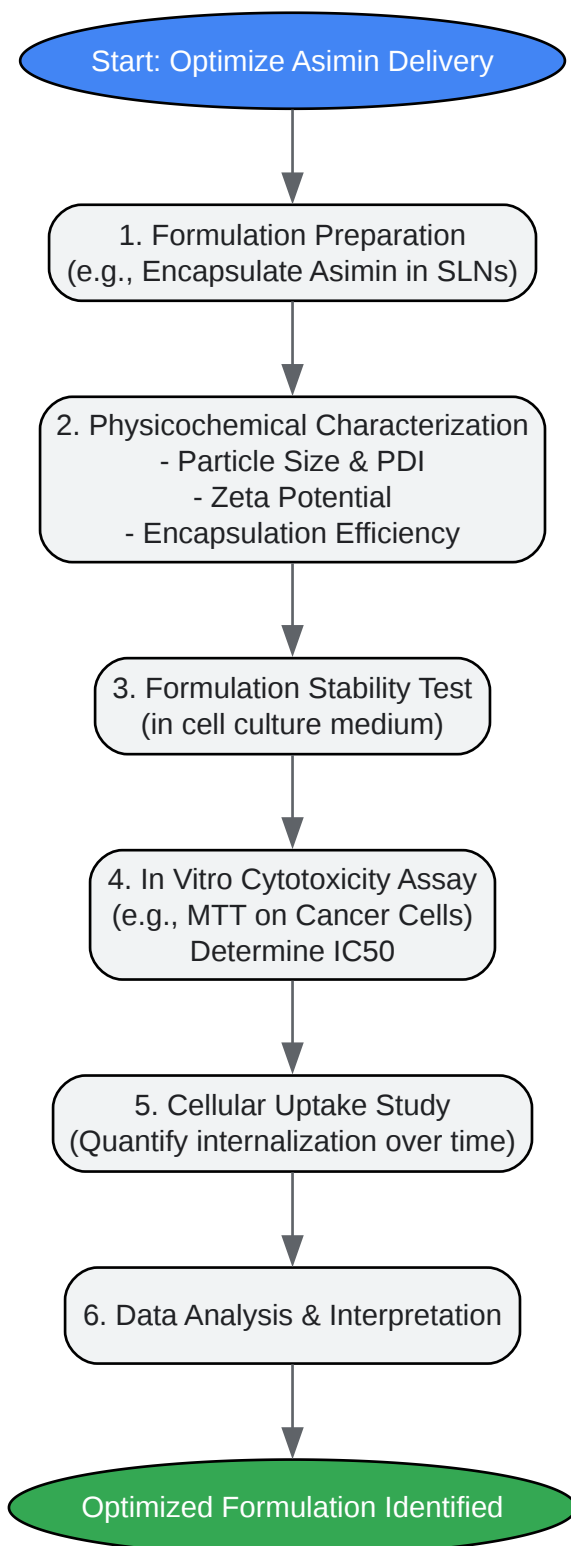 Start: Optimize Asimin Delivery
1. Formulation Preparation
(e.g., Encapsulate Asimin in SLNs)
2. Physicochemical Characterization
- Particle Size & PDI
- Zeta Potential
- Encapsulation Efficiency
3. Formulation Stability Test
(in cell culture medium)
4. In Vitro Cytotoxicity Assay
(e.g., MTT on Cancer Cells)
Determine IC50
5. Cellular Uptake Study
(Quantify internalization over time)
6. Data Analysis & Interpretation
Optimized Formulation Identified